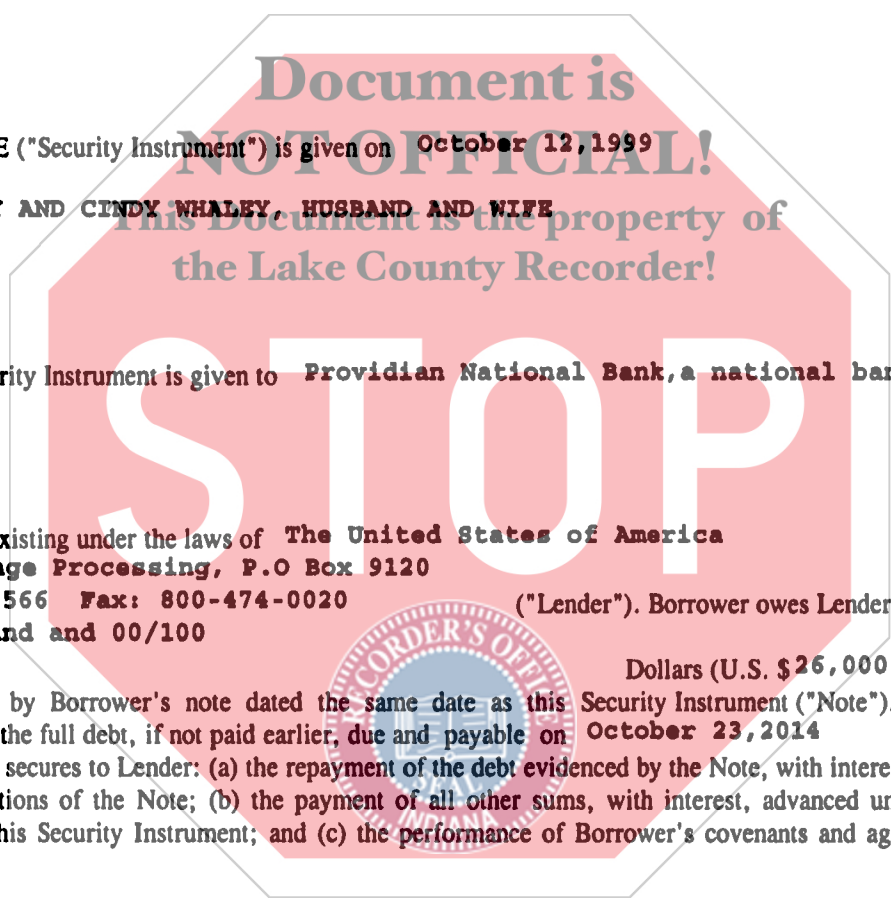 Document is
NOT OFFICIAL!
E ("Security Instrument") is given on October 12,1999
AND CINDY WHALEY, HUSBAND AND WIFE
This Document is the property of
the Lake County Recorder!
STOP
rity Instrument is given to Providian National Bank,a national ban
xisting under the laws of The United States of America
ge Processing, P.O Box 9120
566 Fax: 800-474-0020 ("Lender"). Borrower owes Lender
nd and 00/100
Dollars (U.S. $26,000
by Borrower's note dated the same date as this Security Instrument ("Note").
the full debt, if not paid earlier, due and payable on October 23,2014
secures to Lender: (a) the repayment of the debt evidenced by the Note, with intere
tions of the Note; (b) the payment of all other sums, with interest, advanced un
his Security Instrument; and (c) the performance of Borrower's covenants and ag
RECORDER'S OFFICE
SEAL
INDIANA